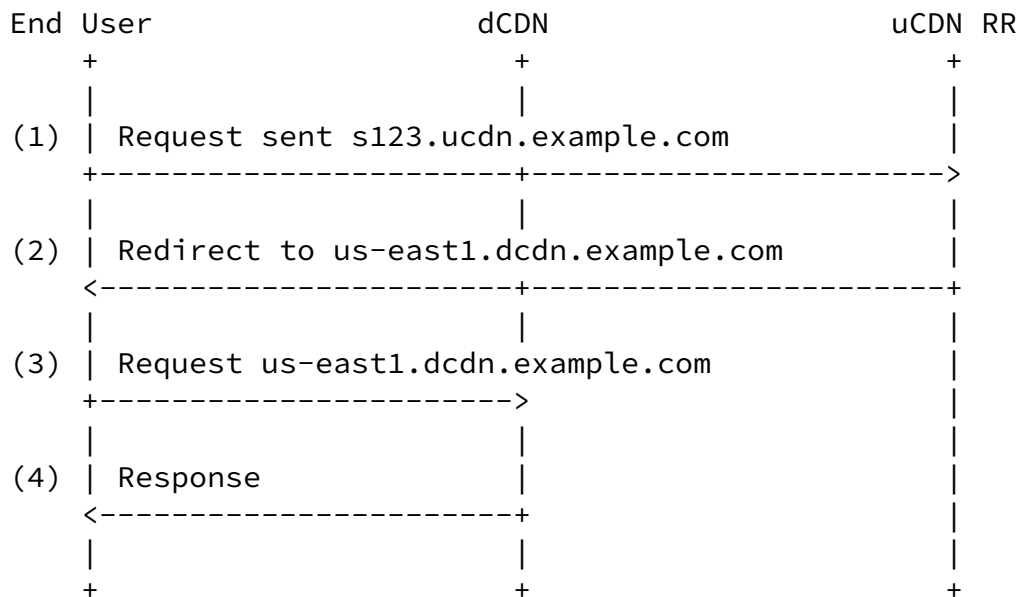 End User dCDN uCDN RR
(1) Request sent s123.ucdn.example.com
(2) Redirect to us-east1.dcdn.example.com
(3) Request us-east1.dcdn.example.com
(4) Response